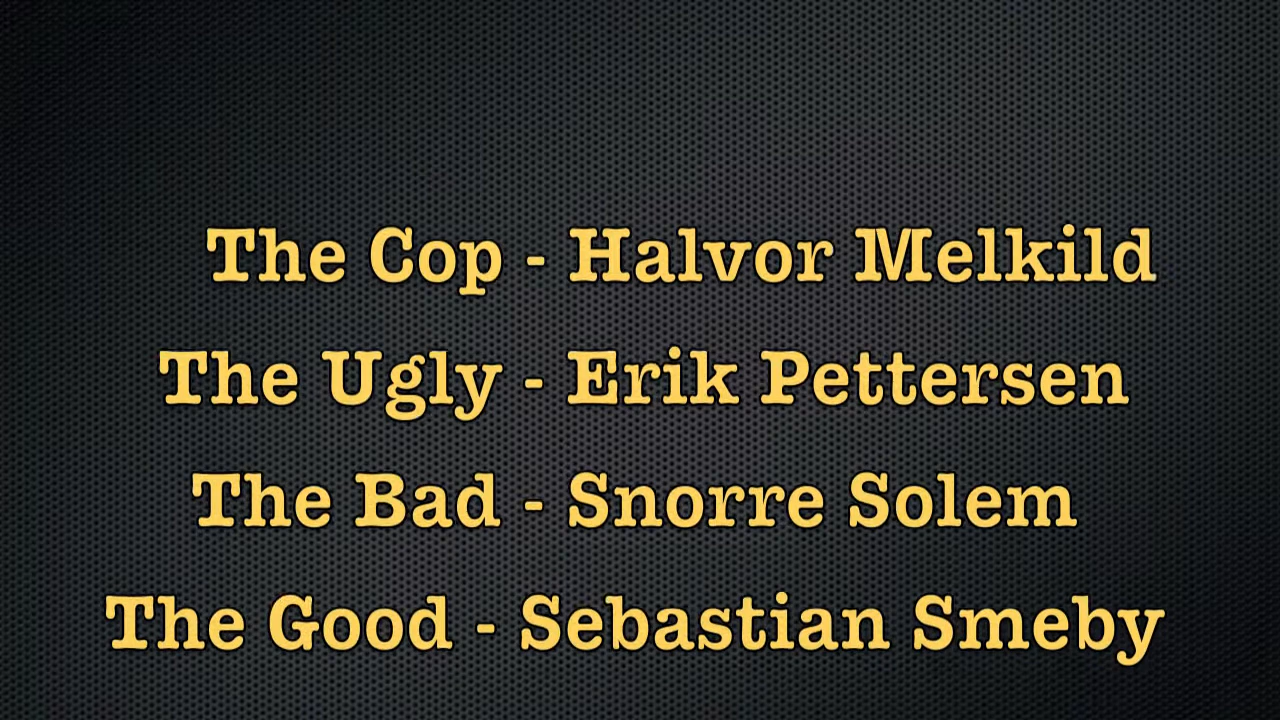 The Cop - Halvor Melkild
The Ugly - Erik Pettersen
The Bad - Snorre Solem
The Good - Sebastian Smeby